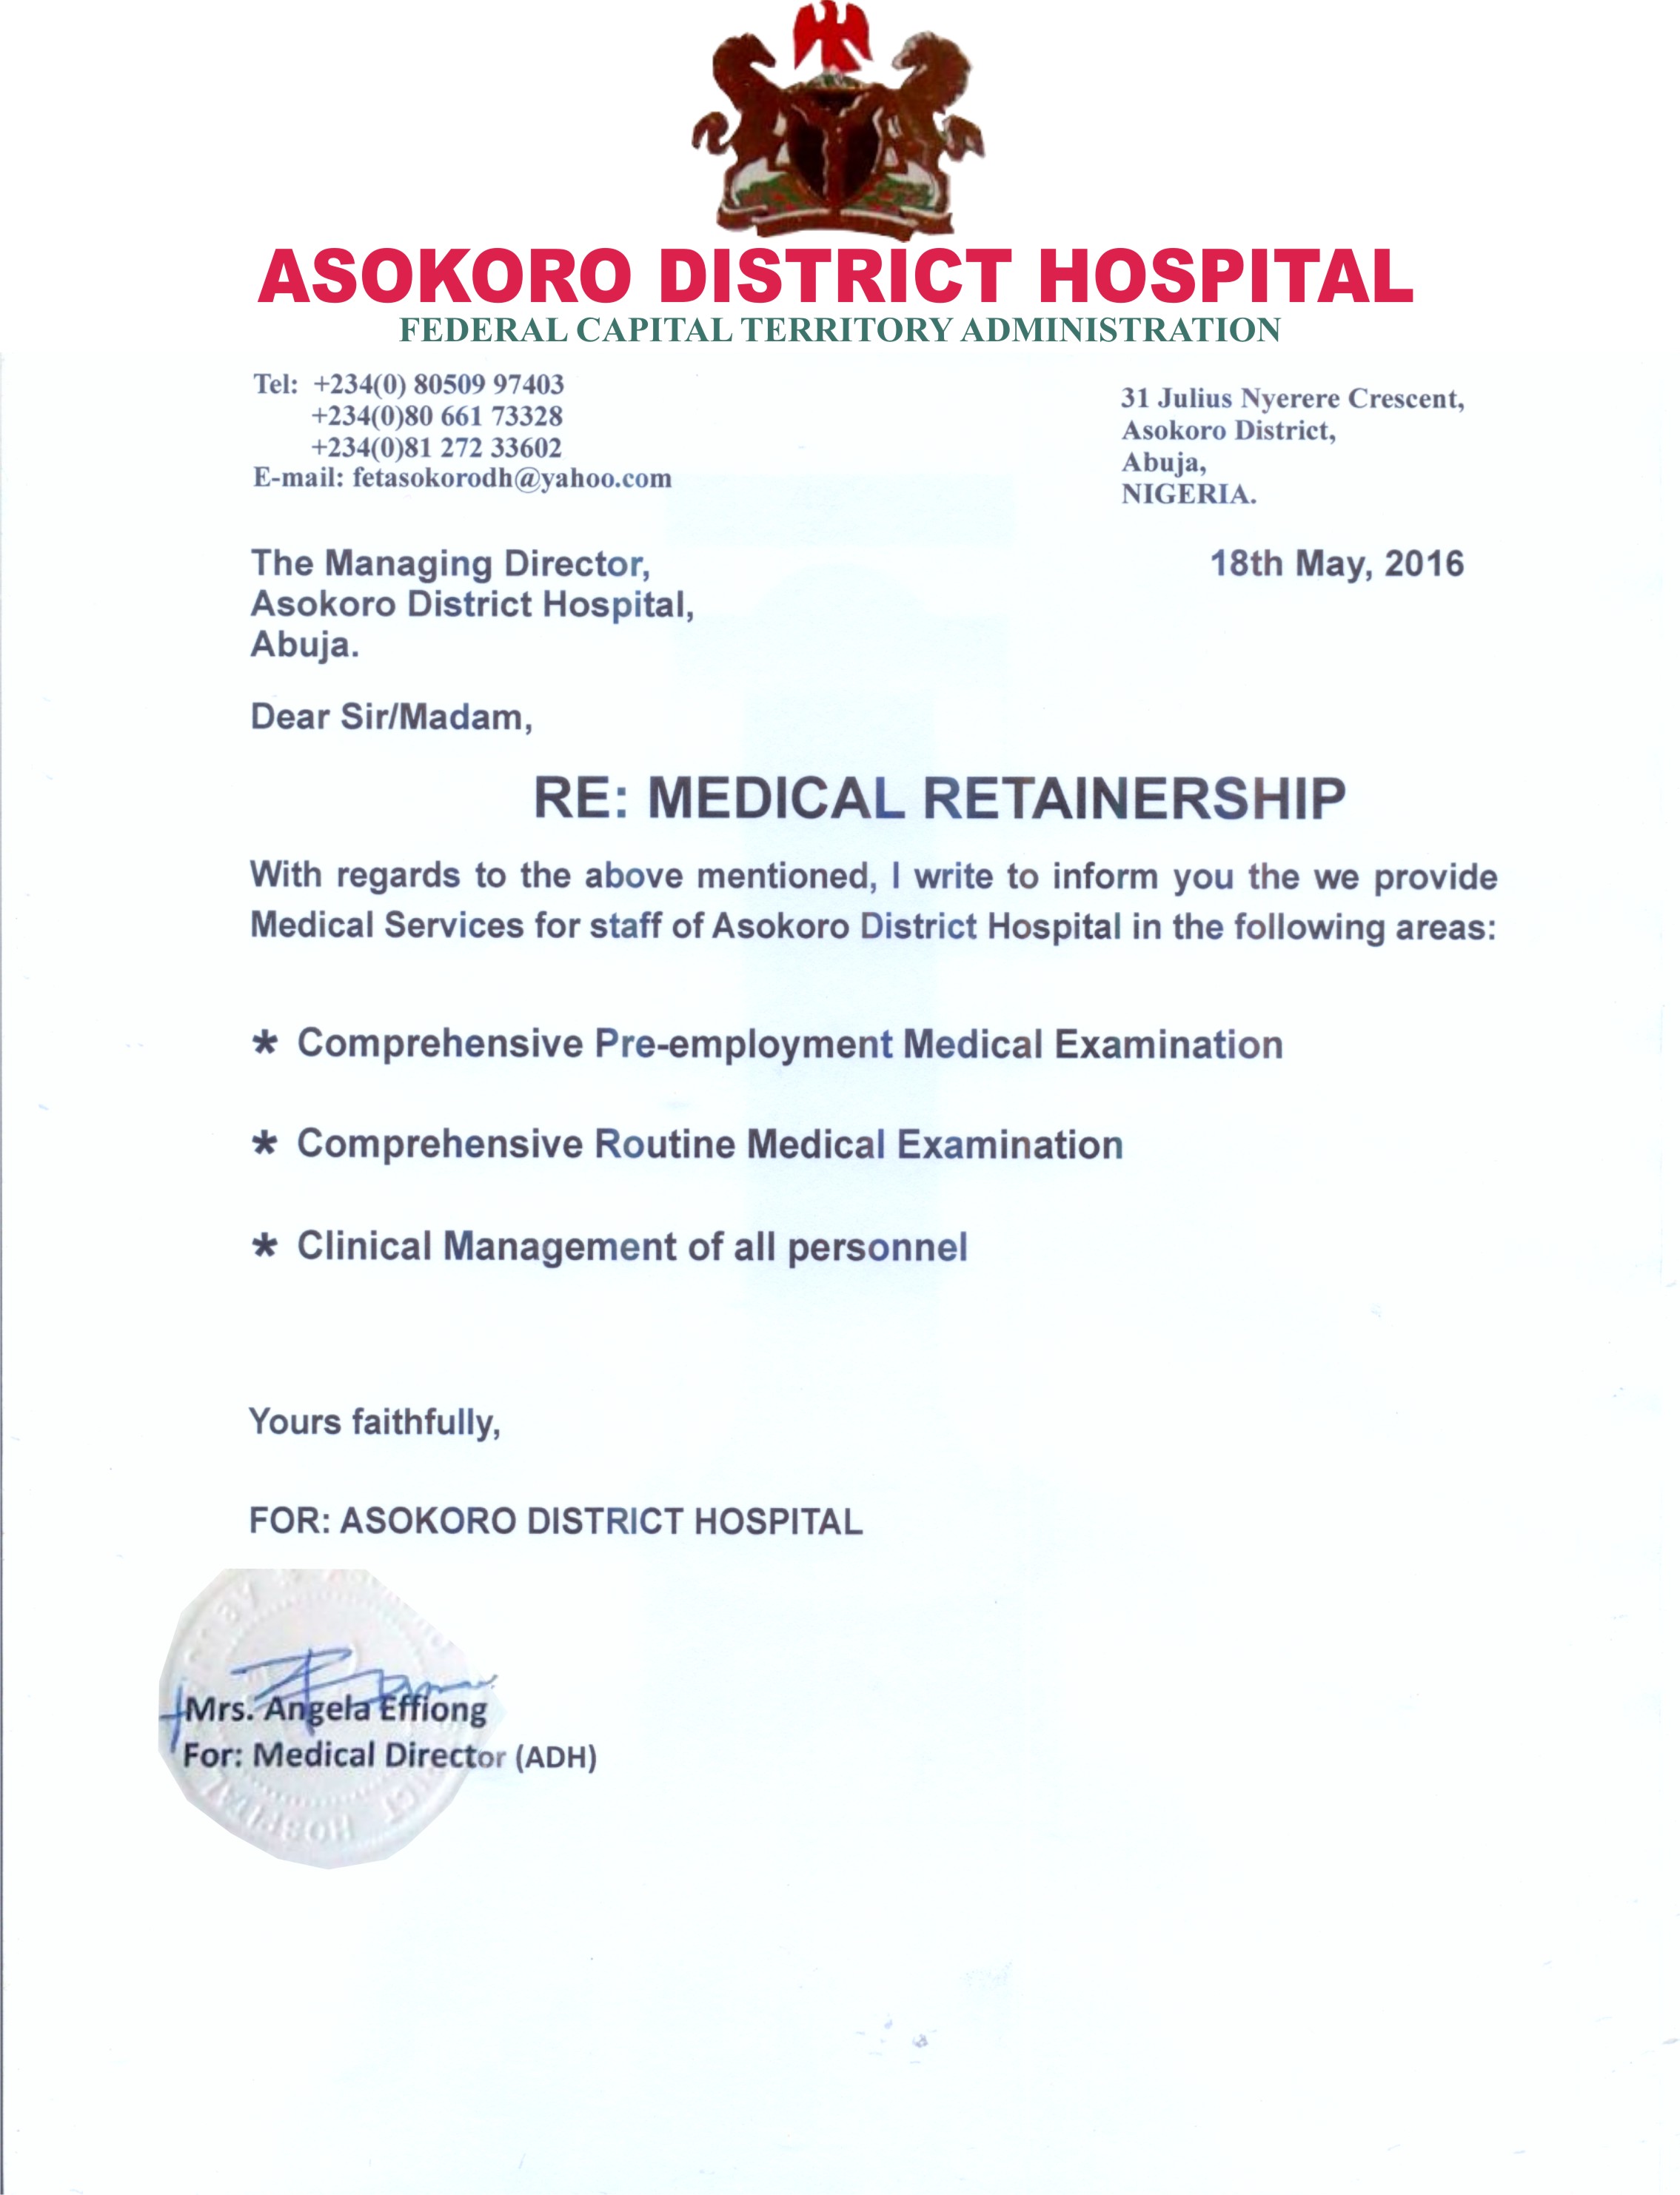 ASOKORO DISTRICT HOSPITAL
FEDERAL CAPITAL TERRITORY ADMINISTRATION
Tel: +234(0) 80509 97403
+234(0)80 661 73328
+234(0)81 272 33602
E-mail: fetasokorodh@yahoo.com
31 Julius Nyerere Crescent,
Asokoro District,
Abuja,
NIGERIA.
The Managing Director,
Asokoro District Hospital,
Abuja.
18th May, 2016
Dear Sir/Madam,
RE: MEDICAL RETAINERSHIP
With regards to the above mentioned, I write to inform you the we provide
Medical Services for staff of Asokoro District Hospital in the following areas:
* Comprehensive Pre-employment Medical Examination
* Comprehensive Routine Medical Examination
* Clinical Management of all personnel
Yours faithfully,
FOR: ASOKORO DISTRICT HOSPITAL
Mrs. Angela Effiong
For: Medical Director (ADH)
HOSPITAL